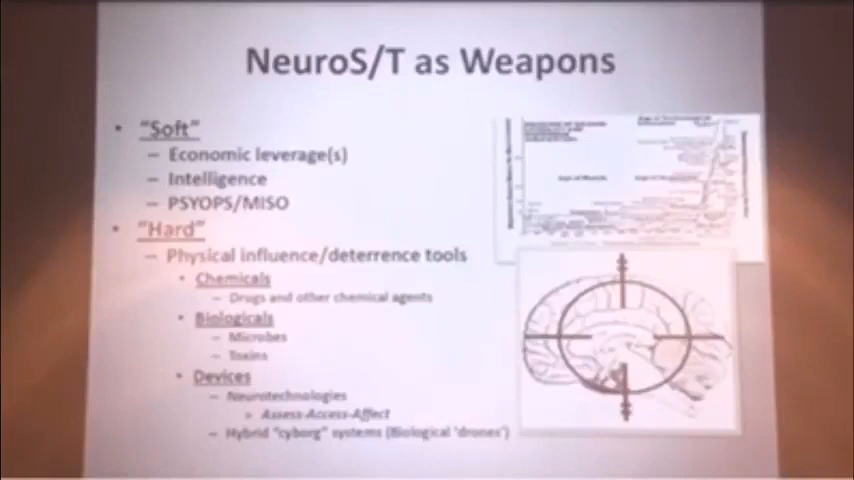 NeuroS/T as Weapons
• "Soft"
– Economic leverage(s)
– Intelligence
– PSYOPS/MISO
• "Hard"
– Physical influence/deterrence tools
• Chemicals
– Drugs and other chemical agents
• Biologicals
– Microbes
– Toxins
• Devices
– Neurotechnologies
» Assess-Access-Affect
– Hybrid "cyborg" systems (Biological 'drones')